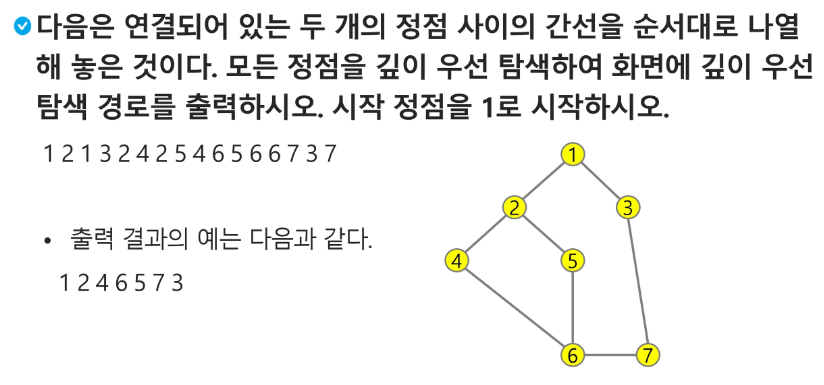 다음은 연결되어 있는 두 개의 정점 사이의 간선을 순서대로 나열
해 놓은 것이다. 모든 정점을 깊이 우선 탐색하여 화면에 깊이 우선
탐색 경로를 출력하시오. 시작 정점을 1로 시작하시오.
1 2 1 3 2 4 2 5 4 6 5 6 6 7 3 7
• 출력 결과의 예는 다음과 같다.
1 2 4 6 5 7 3
1
2
3
4
5
6
7